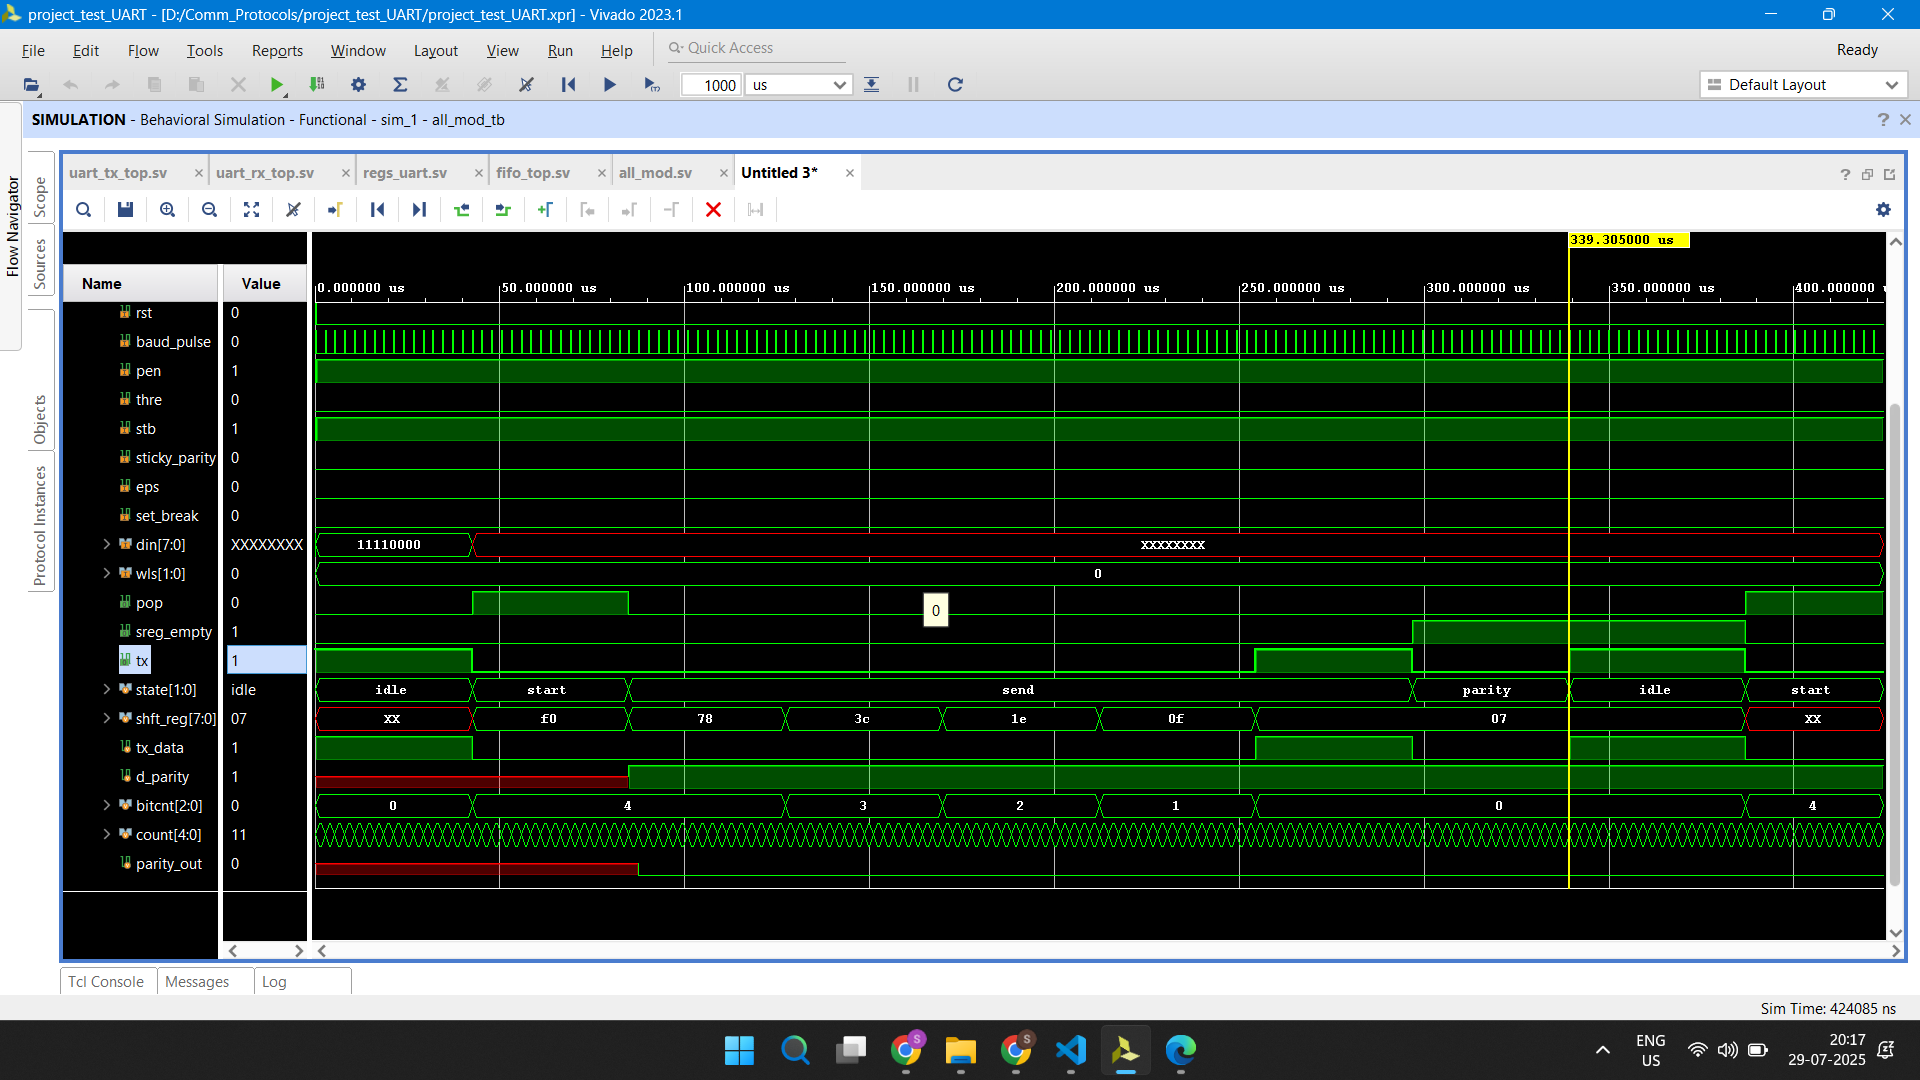 project_test_UART - [D:/Comm_Protocols/project_test_UART/project_test_UART.xpr] - Vivado 2023.1
File Edit Flow Tools Reports Window Layout View Run Help Quick Access Ready
1000 us Default Layout
SIMULATION - Behavioral Simulation - Functional - sim_1 - all_mod_tb
Flow Navigator
Scope
Sources
Objects
Protocol Instances
uart_tx_top.sv uart_rx_top.sv regs_uart.sv fifo_top.sv all_mod.sv Untitled 3*
339.305000 us
Name Value
0.000000 us 50.000000 us 100.000000 us 150.000000 us 200.000000 us 250.000000 us 300.000000 us 350.000000 us 400.000000
rst 0
baud_pulse 0
pen 1
thre 0
stb 1
sticky_parity 0
eps 0
set_break 0
din[7:0] XXXXXXXX 11110000 XXXXXXXX
wls[1:0] 0 0
pop 0 0
sreg_empty 1
tx 1
state[1:0] idle idle start send parity idle start
shft_reg[7:0] 07 XX f0 78 3c 1e 0f 07 XX
tx_data 1
d_parity 1
bitcnt[2:0] 0 0 4 3 2 1 0 4
count[4:0] 11
parity_out 0
Tcl Console Messages Log
Sim Time: 424085 ns
S S
ENG US
20:17
29-07-2025